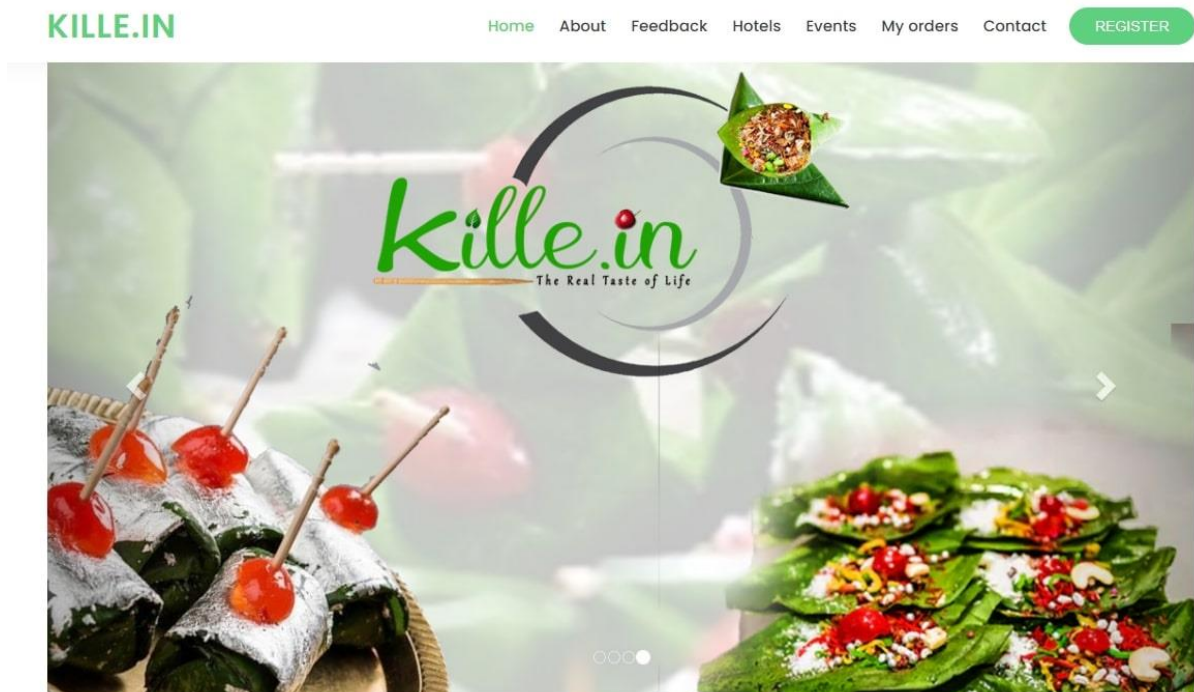 KILLE.IN
Home About Feedback Hotels Events My orders Contact REGISTER
kille.in
The Real Taste of Life